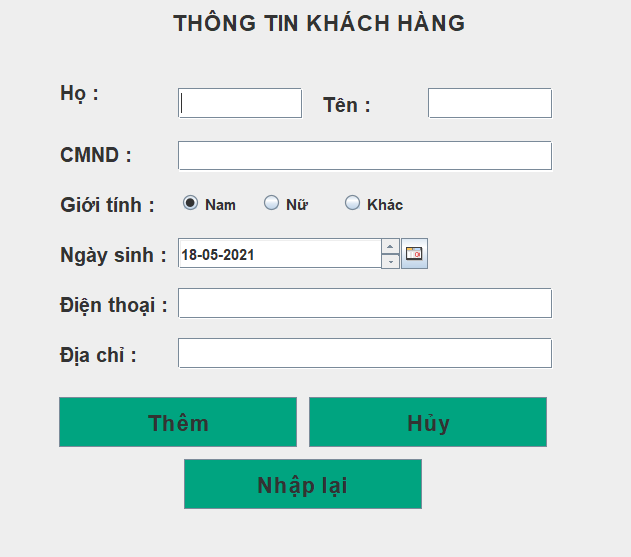 THÔNG TIN KHÁCH HÀNG
Họ :
Tên :
CMND :
Giới tính : Nam Nữ Khác
Ngày sinh : 18-05-2021
Điện thoại :
Địa chỉ :
Thêm Hủy
Nhập lại